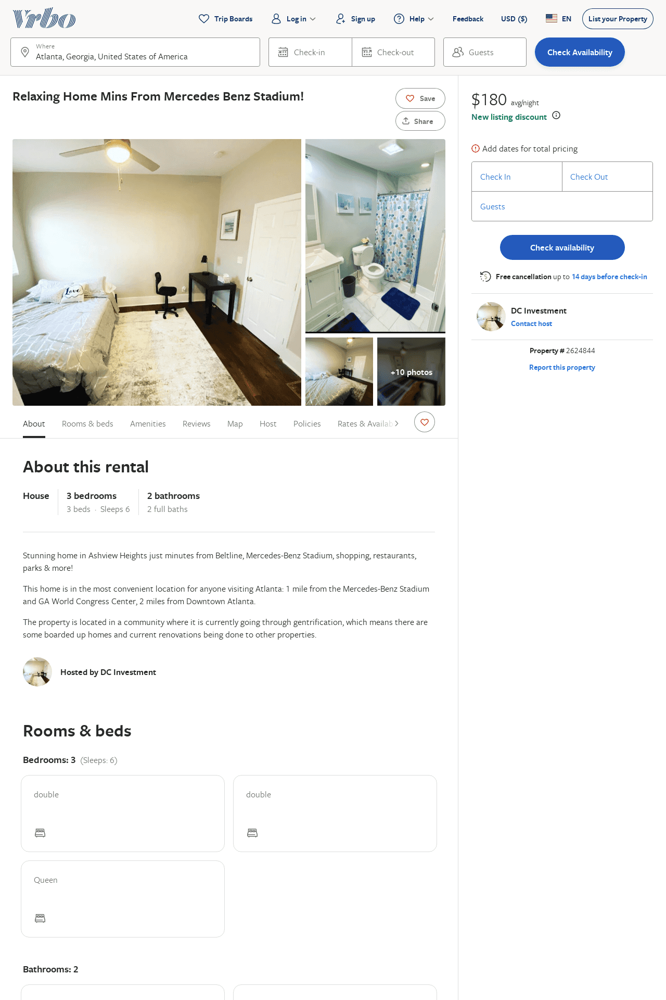 Vrbo
Trip Boards
Log in
Sign up
Help
Feedback
USD ($)
EN
List your Property
Where
Atlanta, Georgia, United States of America
Check-in
Check-out
Guests
Check Availability
Relaxing Home Mins From Mercedes Benz Stadium!
Save
Share
Love
+10 photos
$180 avg/night
New listing discount
Add dates for total pricing
Check In
Check Out
Guests
Check availability
Free cancellation up to 14 days before check-in
DC Investment
Contact host
Property # 2624844
Report this property
About
Rooms & beds
Amenities
Reviews
Map
Host
Policies
Rates & Availab
About this rental
House
3 bedrooms
3 beds · Sleeps 6
2 bathrooms
2 full baths
Stunning home in Ashview Heights just minutes from Beltline, Mercedes-Benz Stadium, shopping, restaurants,
parks & more!
This home is in the most convenient location for anyone visiting Atlanta: 1 mile from the Mercedes-Benz Stadium
and GA World Congress Center, 2 miles from Downtown Atlanta.
The property is located in a community where it is currently going through gentrification, which means there are
some boarded up homes and current renovations being done to other properties.
Hosted by DC Investment
Rooms & beds
Bedrooms: 3 (Sleeps: 6)
double
double
Queen
Bathrooms: 2